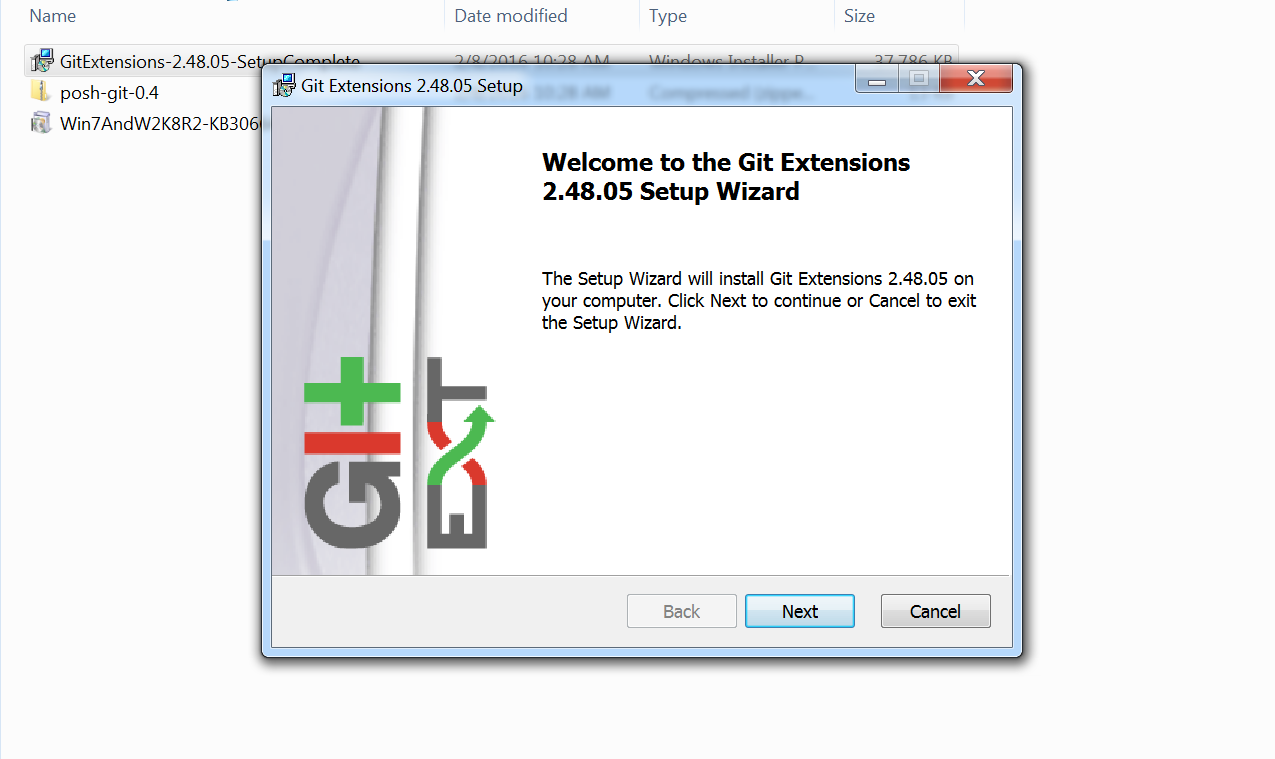 Name Date modified Type Size
GitExtensions-2.48.05-SetupComplete 2/8/2016 10:28 AM Windows Installer P... 37,786 KB
Git Extensions 2.48.05 Setup
posh-git-0.4 10:28 AM Compressed (zippe...
Win7AndW2K8R2-KB306
Welcome to the Git Extensions
2.48.05 Setup Wizard
The Setup Wizard will install Git Extensions 2.48.05 on
your computer. Click Next to continue or Cancel to exit
the Setup Wizard.
GIt
EXT
Back Next Cancel